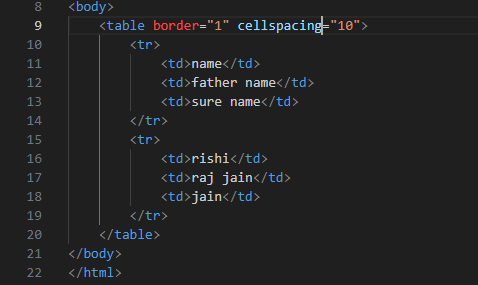 8 <body>
9     <table border="1" cellspacing="10">
10         <tr>
11             <td>name</td>
12             <td>father name</td>
13             <td>sure name</td>
14         </tr>
15         <tr>
16             <td>rishi</td>
17             <td>raj jain</td>
18             <td>jain</td>
19         </tr>
20     </table>
21 </body>
22 </html>